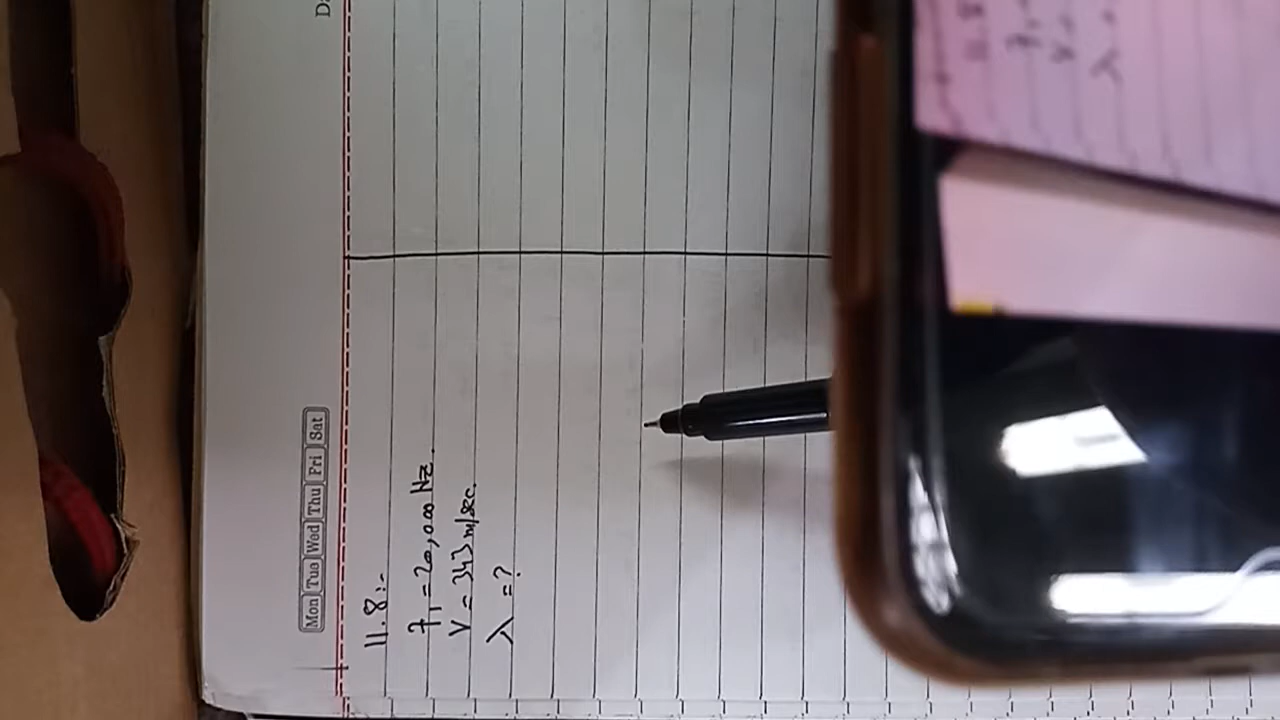 Mon Tue Wed Thu Fri Sat
11.8:-
f₁ = 20,000 Hz.
V = 343 m/sec.
λ = ?